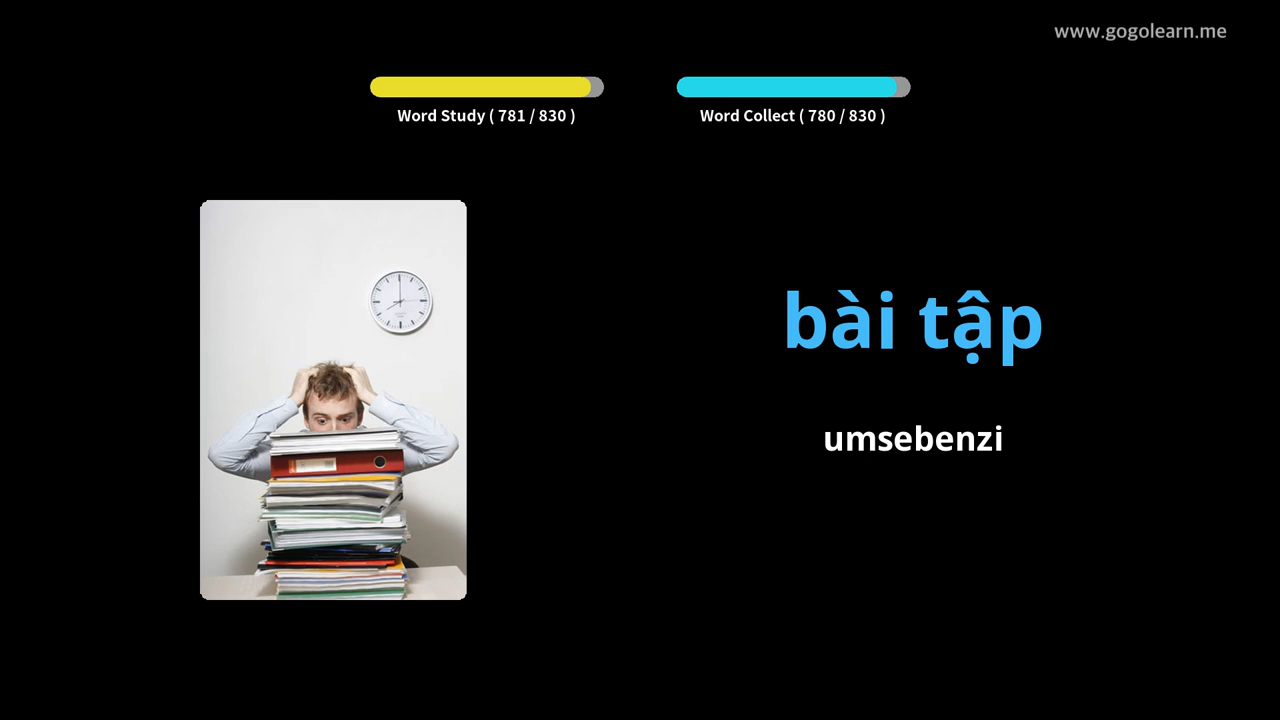 www.gogolearn.me
Word Study ( 781 / 830 )
Word Collect ( 780 / 830 )
bài tập
umsebenzi